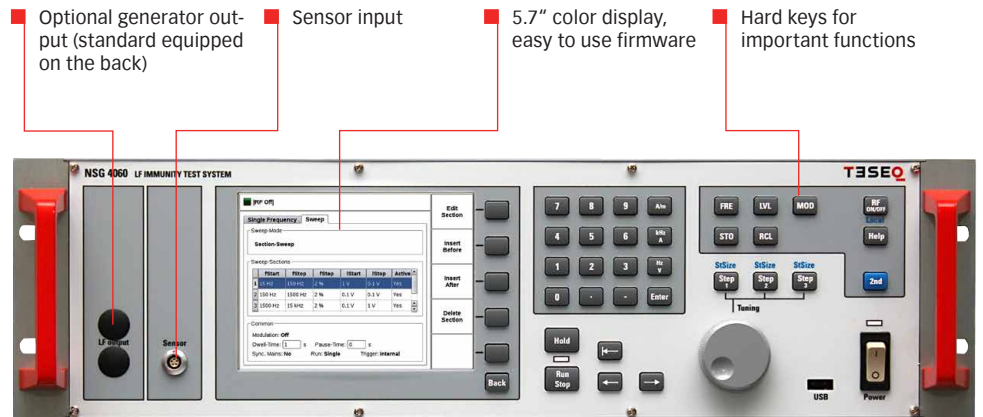 Optional generator out-
put (standard equipped
on the back)
Sensor input
5.7“ color display,
easy to use firmware
Hard keys for
important functions
NSG 4060 LF IMMUNITY TEST SYSTEM
TESEQ
[RF Off]
Single Frequency Sweep
Sweep-Mode
Section-Sweep
Sweep-Sections
fStart fStop fStep lStart lStop Active
1 15 Hz 150 Hz 2 % 1 V 0.1 V Yes
2 150 Hz 1500 Hz 2 % 0.1 V 0.1 V Yes
3 1500 Hz 15 kHz 2 % 0.1 V 1 V Yes
Common
Modulation: Off
Dwell-Time: 1 s Pause-Time: 0 s
Sync. Mains: No Run: Single Trigger: Internal
Edit
Section
Insert
Before
Insert
After
Delete
Section
Back
LF output
Sensor
7 8 9 A/m
4 5 6 kHz A
1 2 3 Hz V
0 . - Enter
Hold
Run
Stop
FRE LVL MOD
STO RCL
RF
ON/OFF
Local
Help
StSize StSize StSize
Step 1 Step 2 Step 3
2nd
Tuning
USB
Power